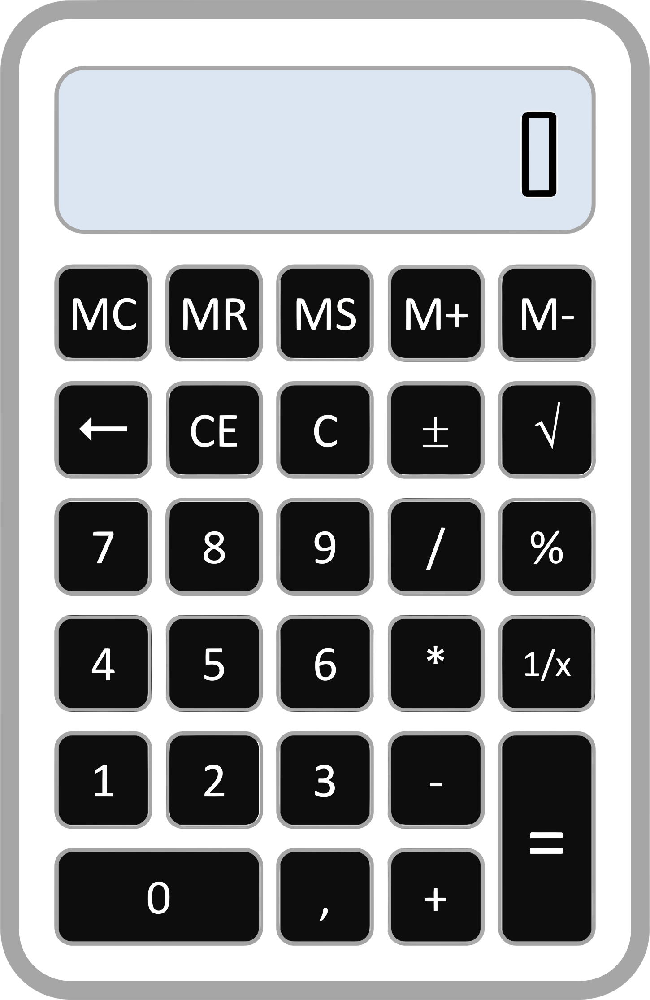 0
MC MR MS M+ M-
← CE C ± √
7 8 9 / %
4 5 6 * 1/x
1 2 3 -
=
0 , +